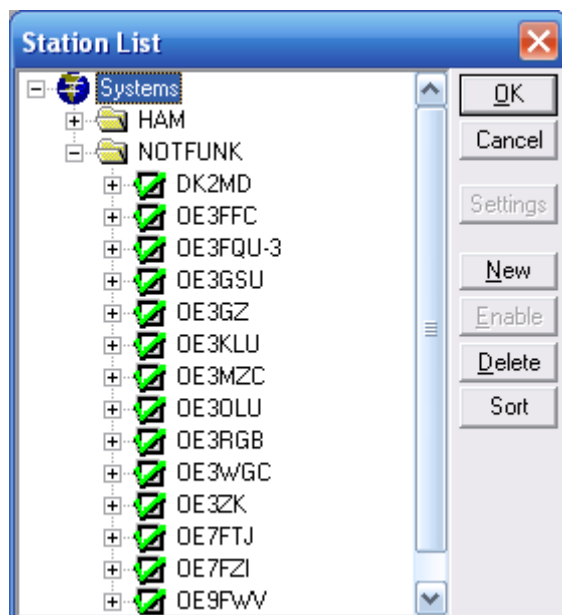 Station List
Systems
HAM
NOTFUNK
DK2MD
OE3FFC
OE3FQU-3
OE3GSU
OE3GZ
OE3KLU
OE3MZC
OE3OLU
OE3RGB
OE3WGC
OE3ZK
OE7FTJ
OE7FZI
OE9FWV
OK
Cancel
Settings
New
Enable
Delete
Sort